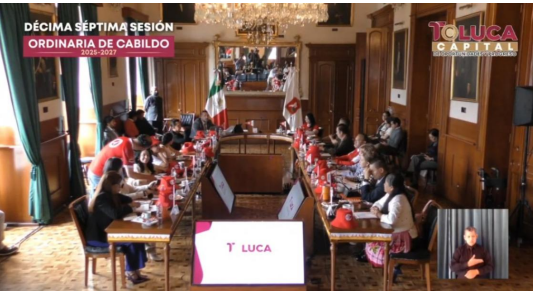 DÉCIMA SÉPTIMA SESIÓN
ORDINARIA DE CABILDO
2025-2027
TOLUCA
CAPITAL
T LUCA